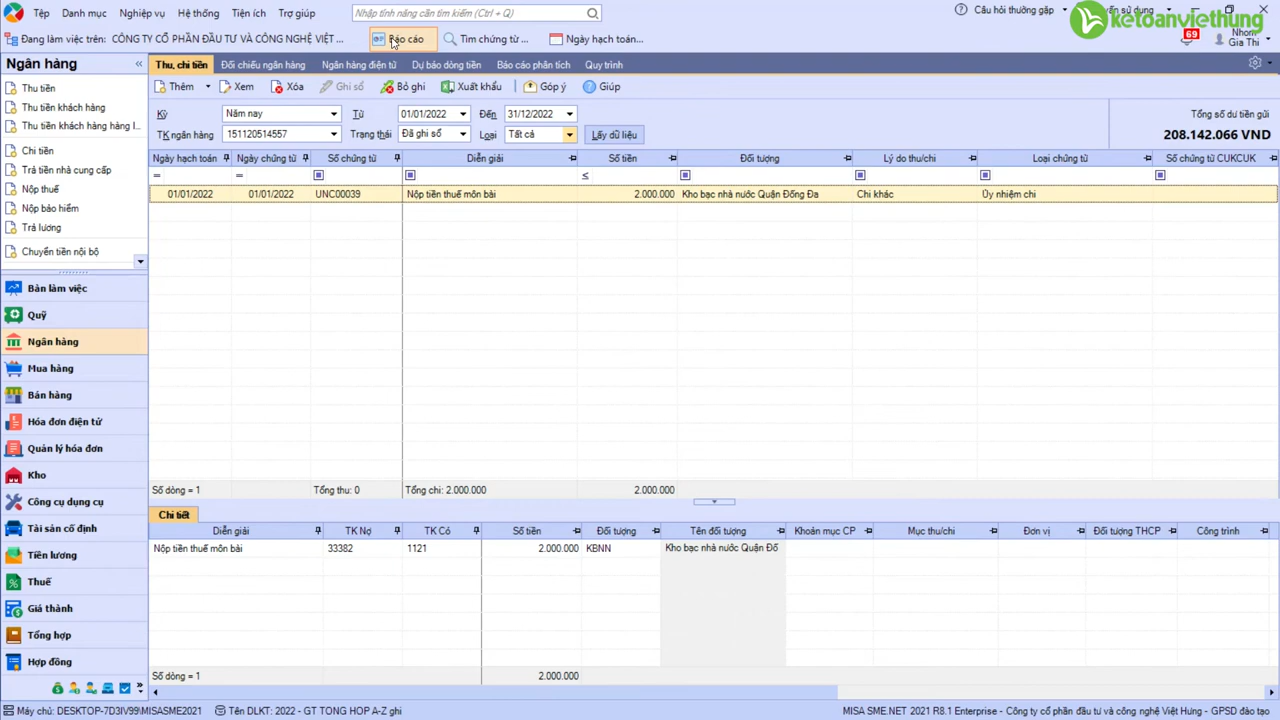 Tệp Danh mục Nghiệp vụ Hệ thống Tiện ích Trợ giúp Nhập tính năng cần tìm kiếm (Ctrl + Q) Câu hỏi thường gặp
ketoanviethung
Đang làm việc trên: CÔNG TY CỔ PHẦN ĐẦU TƯ VÀ CÔNG NGHỆ VIỆT ... Báo cáo Tìm chứng từ ... Ngày hạch toán... 69 Nhom Gia Thi
Ngân hàng «
Thu, chi tiền Đối chiếu ngân hàng Ngân hàng điện tử Dự báo dòng tiền Báo cáo phân tích Quy trình
Thêm Xem Xóa Ghi sổ Bỏ ghi Xuất khẩu Góp ý Giúp
Thu tiền
Thu tiền khách hàng
Thu tiền khách hàng hàng l...
Chi tiền
Trả tiền nhà cung cấp
Nộp thuế
Nộp bảo hiểm
Trả lương
Chuyển tiền nội bộ
Kỳ Năm nay Từ 01/01/2022 Đến 31/12/2022 Tổng số dư tiền gửi
TK ngân hàng 151120514557 Trạng thái Đã ghi sổ Loại Tất cả Lấy dữ liệu 208.142.066 VND
Ngày hạch toán Ngày chứng từ Số chứng từ Diễn giải Số tiền Đối tượng Lý do thu/chi Loại chứng từ Số chứng từ CUKCUK
= = ≤
01/01/2022 01/01/2022 UNC00039 Nộp tiền thuế môn bài 2.000.000 Kho bạc nhà nước Quận Đống Đa Chi khác Ủy nhiệm chi
Bàn làm việc
Quỹ
Ngân hàng
Mua hàng
Bán hàng
Hóa đơn điện tử
Quản lý hóa đơn
Kho
Công cụ dụng cụ
Tài sản cố định
Tiền lương
Thuế
Giá thành
Tổng hợp
Hợp đồng
Số dòng = 1 Tổng thu: 0 Tổng chi: 2.000.000 2.000.000
Chi tiết
Diễn giải TK Nợ TK Có Số tiền Đối tượng Tên đối tượng Khoản mục CP Mục thu/chi Đơn vị Đối tượng THCP Công trình
Nộp tiền thuế môn bài 33382 1121 2.000.000 KBNN Kho bạc nhà nước Quận Đố
Số dòng = 1 2.000.000
Máy chủ: DESKTOP-7D3IV99\MISASME2021 Tên DLKT: 2022 - GT TONG HOP A-Z ghi MISA SME.NET 2021 R8.1 Enterprise - Công ty cổ phần đầu tư và công nghệ Việt Hưng - GPSD đào tạo